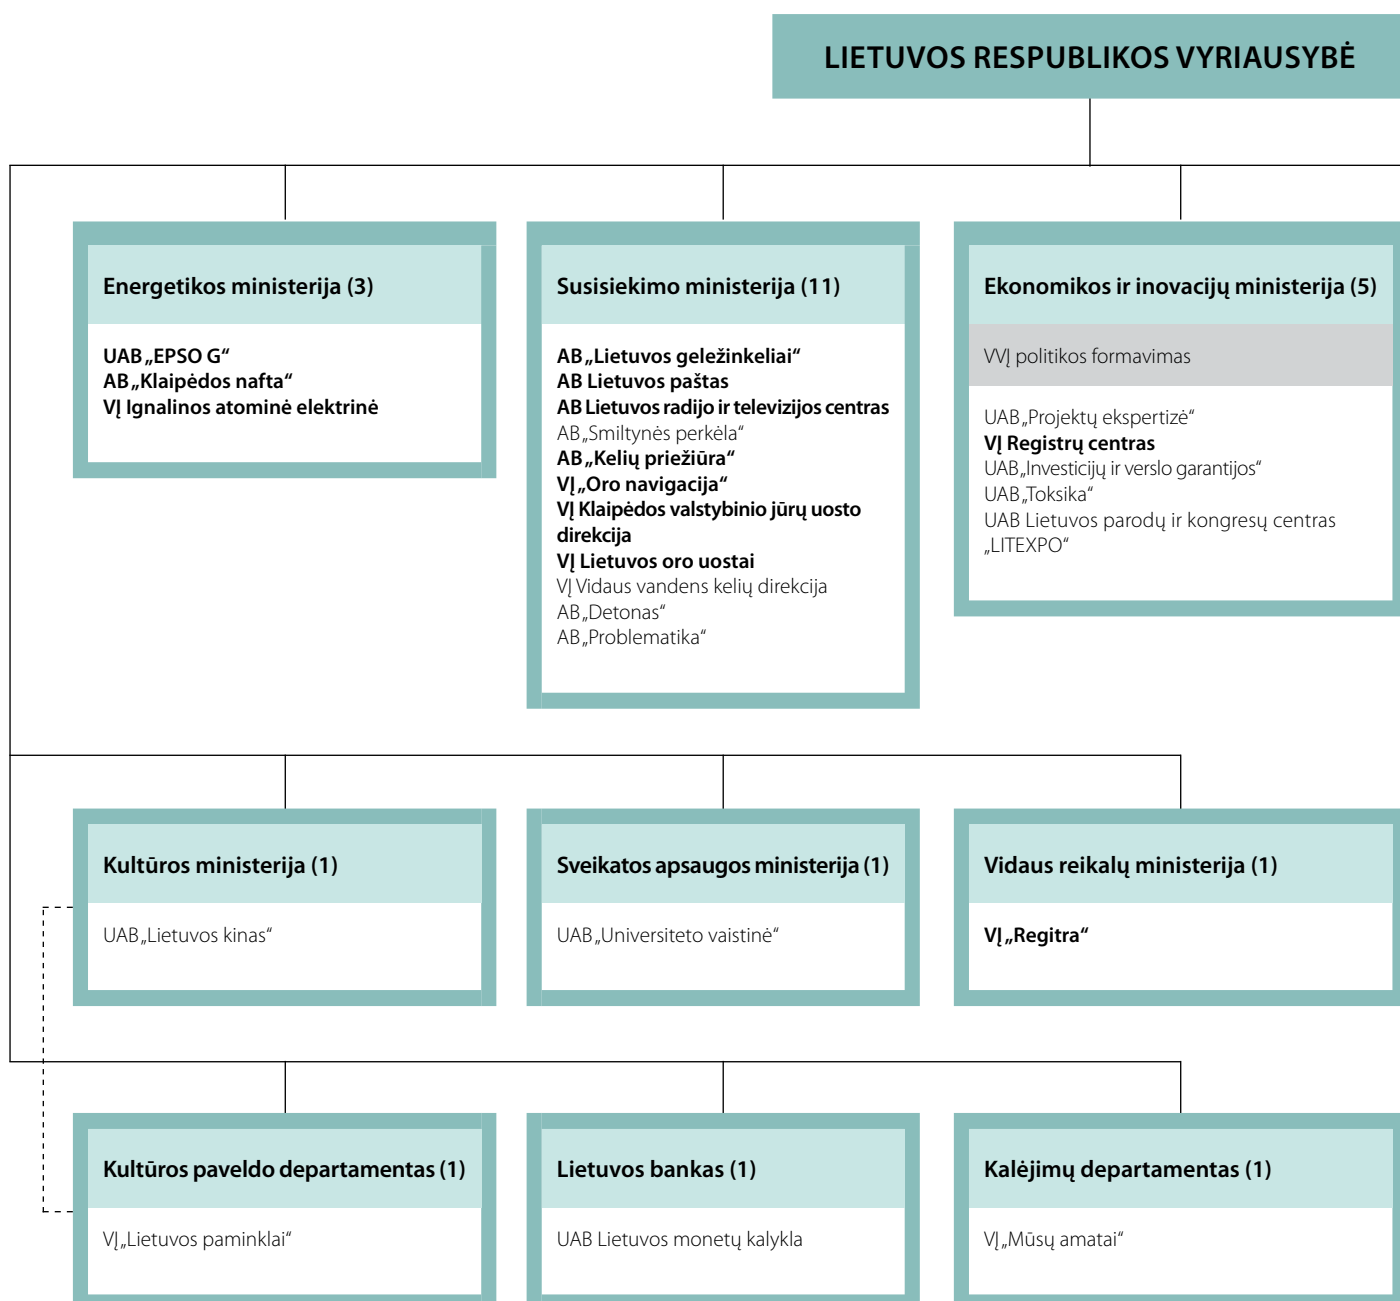 LIETUVOS RESPUBLIKOS VYRIAUSYBĖ
Energetikos ministerija (3)
UAB „EPSO G“
AB „Klaipėdos nafta“
VĮ Ignalinos atominė elektrinė
Susisiekimo ministerija (11)
AB „Lietuvos geležinkeliai“
AB Lietuvos paštas
AB Lietuvos radijo ir televizijos centras
AB „Smiltynės perkėla“
AB „Kelių priežiūra“
VĮ „Oro navigacija“
VĮ Klaipėdos valstybinio jūrų uosto
direkcija
VĮ Lietuvos oro uostai
VĮ Vidaus vandens kelių direkcija
AB „Detonas“
AB „Problematika“
Ekonomikos ir inovacijų ministerija (5)
VVĮ politikos formavimas
UAB „Projektų ekspertizė“
VĮ Registrų centras
UAB „Investicijų ir verslo garantijos“
UAB „Toksika“
UAB Lietuvos parodų ir kongresų centras
„LITEXPO“
Kultūros ministerija (1)
UAB „Lietuvos kinas“
Sveikatos apsaugos ministerija (1)
UAB „Universiteto vaistinė“
Vidaus reikalų ministerija (1)
VĮ „Regitra“
Kultūros paveldo departamentas (1)
VĮ „Lietuvos paminklai“
Lietuvos bankas (1)
UAB Lietuvos monetų kalykla
Kalėjimų departamentas (1)
VĮ „Mūsų amatai“